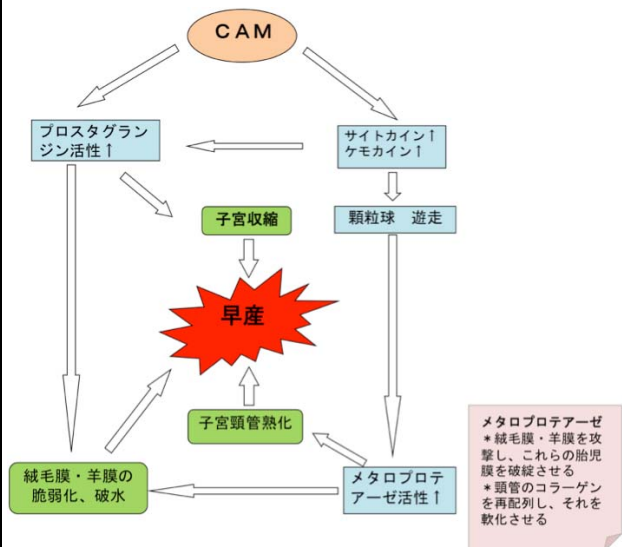 CAM
プロスタグラン
ジン活性↑
サイトカイン↑
ケモカイン↑
子宮収縮
顆粒球　遊走
早産
子宮頸管熟化
絨毛膜・羊膜の
脆弱化、破水
メタロプロテ
アーゼ活性↑
メタロプロテアーゼ
＊絨毛膜・羊膜を攻
撃し、これらの胎児
膜を破綻させる
＊頸管のコラーゲン
を再配列し、それを
軟化させる